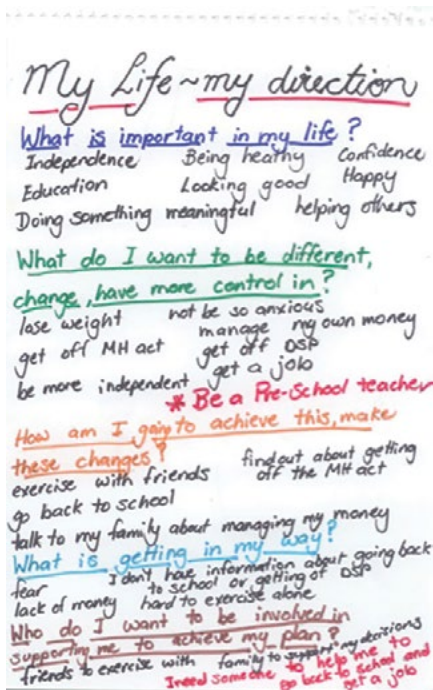 My Life ~ my direction
What is important in my life?
Independence Being heathy Confidence
Education Looking good Happy
Doing something meaningful helping others
What do I want to be different,
change, have more control in?
lose weight not be so anxious
manage my own money
get off MH act get off DSP
be more independent get a job
* Be a Pre-School teacher
How am I going to achieve this, make
these changes?
exercise with friends find out about getting
off the MH act
go back to school
talk to my family about managing my money
What is getting in my way?
fear I don't have information about going back
to school or getting of DSP
lack of money hard to exercise alone
Who do I want to be involved in
supporting me to achieve my plan?
friends to exercise with family to support my decisions
I need someone to help me to
go back to school and
get a job